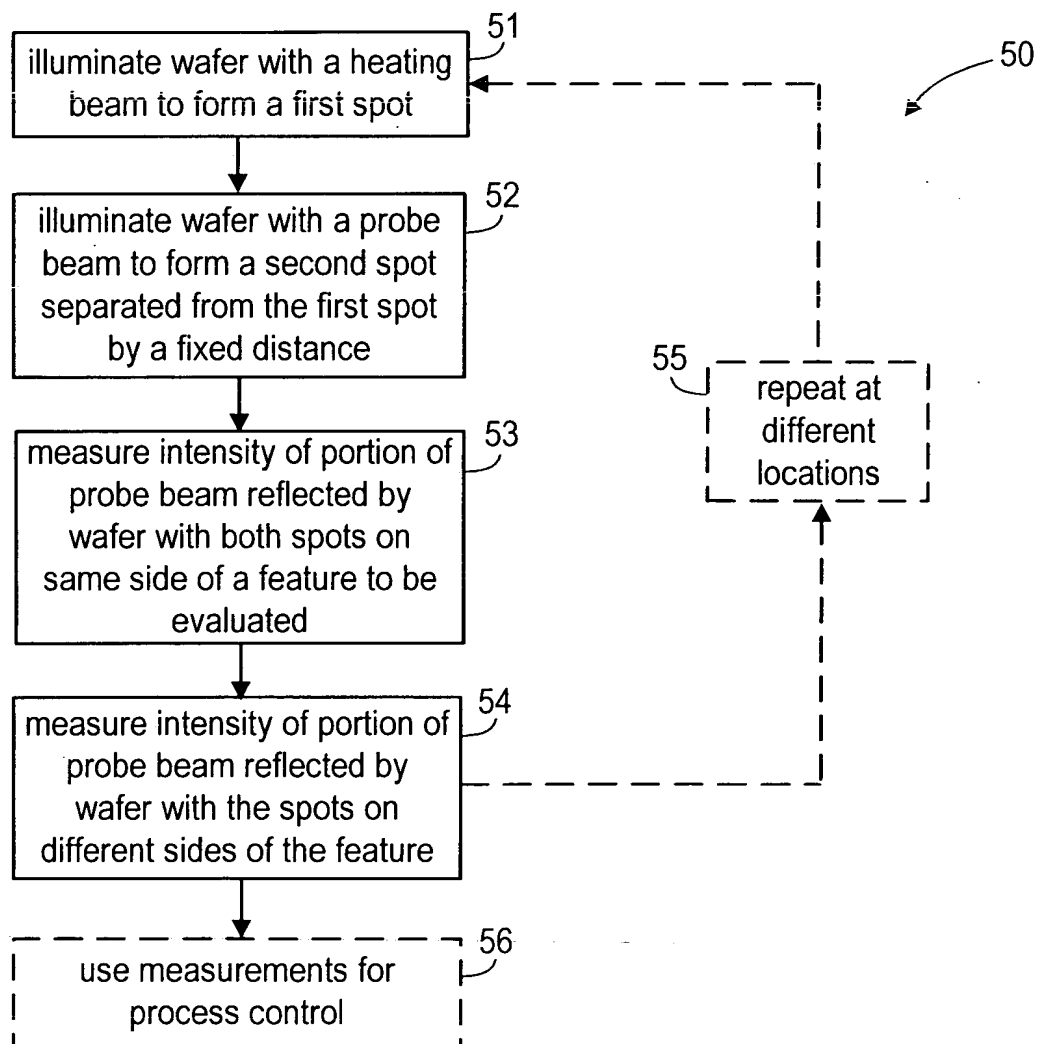 51
illuminate wafer with a heating
beam to form a first spot
50
52
illuminate wafer with a probe
beam to form a second spot
separated from the first spot
by a fixed distance
53
measure intensity of portion of
probe beam reflected by
wafer with both spots on
same side of a feature to be
evaluated
55
repeat at
different
locations
54
measure intensity of portion of
probe beam reflected by
wafer with the spots on
different sides of the feature
56
use measurements for
process control